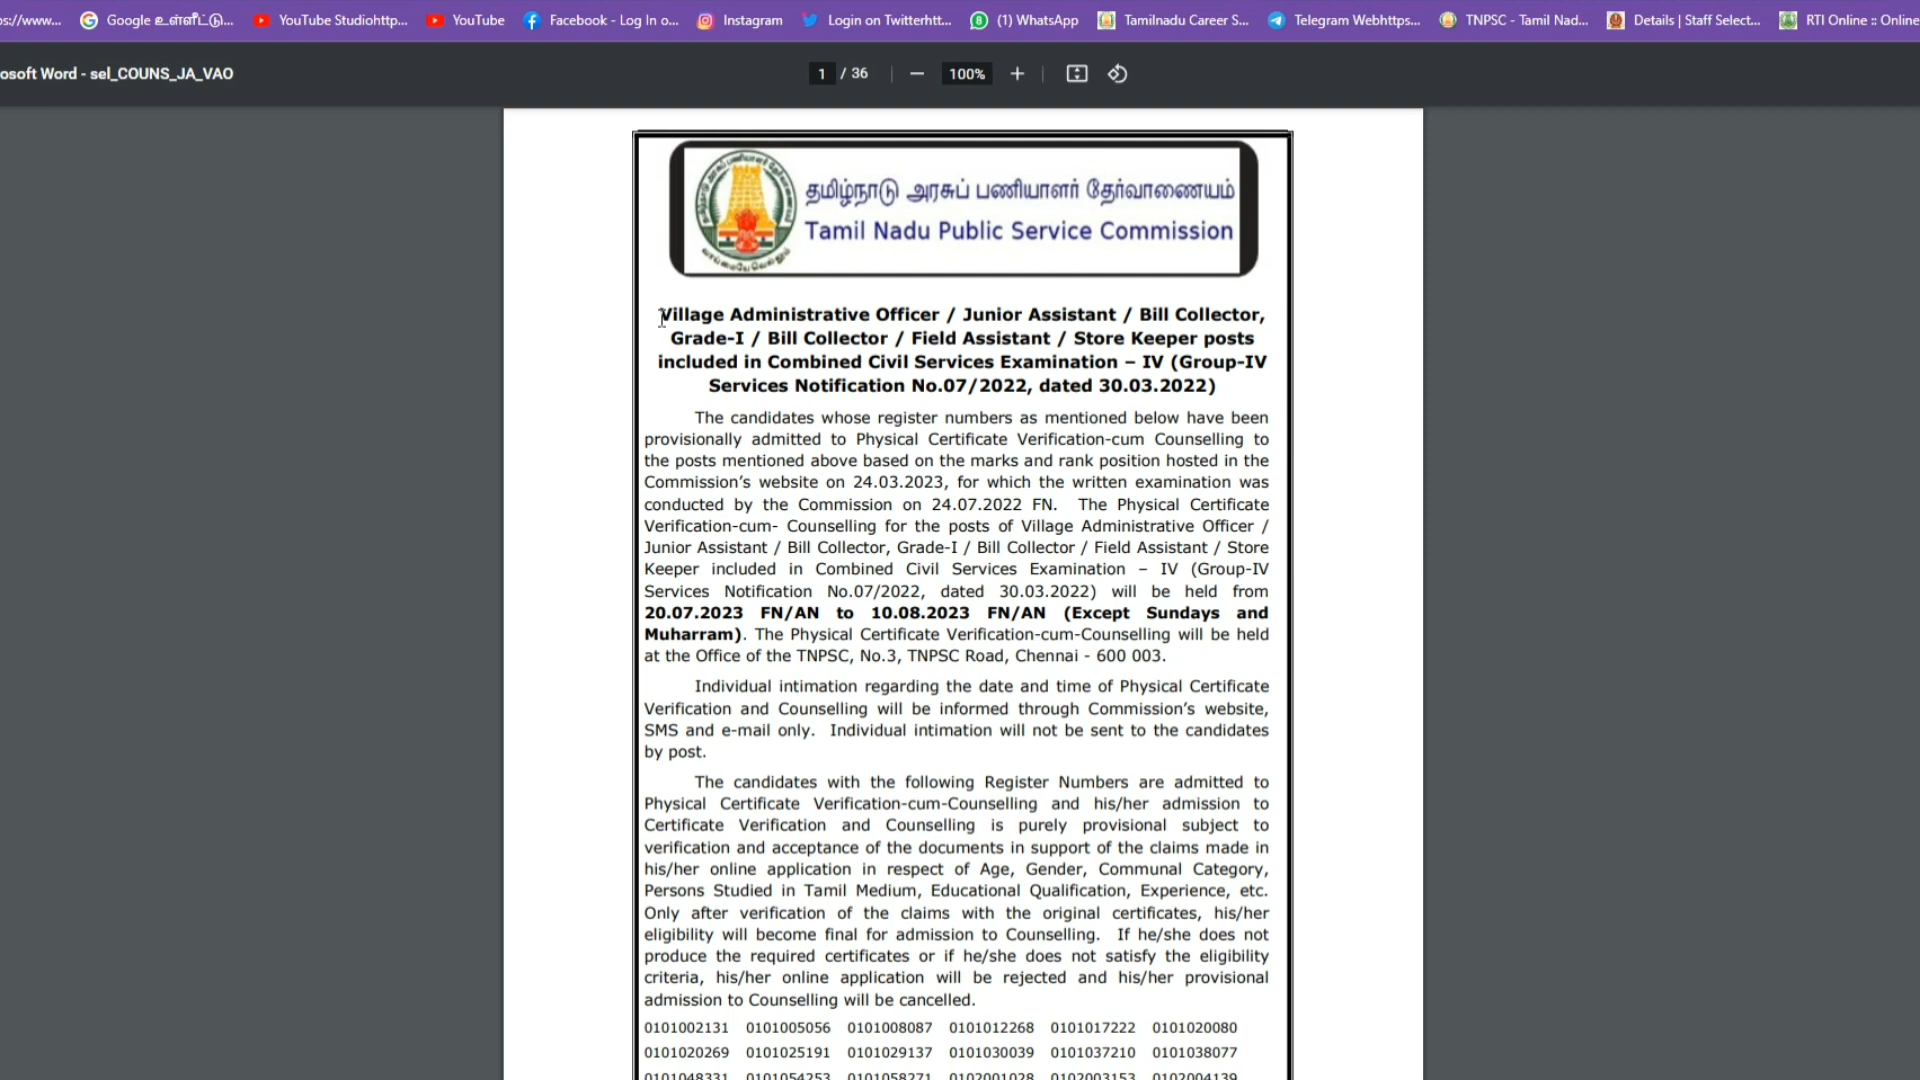 s://www...
Google உள்ளீட்டு...
YouTube Studiohttp...
YouTube
Facebook - Log In o...
Instagram
Login on Twitterhtt...
(1) WhatsApp
Tamilnadu Career S...
Telegram Webhttps...
TNPSC - Tamil Nad...
Details | Staff Select...
RTI Online :: Online
osoft Word - sel_COUNS_JA_VAO
1 / 36
100%
தமிழ்நாடு அரசுப் பணியாளர் தேர்வாணையம்
Tamil Nadu Public Service Commission
Village Administrative Officer / Junior Assistant / Bill Collector,
Grade-I / Bill Collector / Field Assistant / Store Keeper posts
included in Combined Civil Services Examination – IV (Group-IV
Services Notification No.07/2022, dated 30.03.2022)
The candidates whose register numbers as mentioned below have been
provisionally admitted to Physical Certificate Verification-cum Counselling to
the posts mentioned above based on the marks and rank position hosted in the
Commission’s website on 24.03.2023, for which the written examination was
conducted by the Commission on 24.07.2022 FN. The Physical Certificate
Verification-cum- Counselling for the posts of Village Administrative Officer /
Junior Assistant / Bill Collector, Grade-I / Bill Collector / Field Assistant / Store
Keeper included in Combined Civil Services Examination – IV (Group-IV
Services Notification No.07/2022, dated 30.03.2022) will be held from
20.07.2023 FN/AN to 10.08.2023 FN/AN (Except Sundays and
Muharram). The Physical Certificate Verification-cum-Counselling will be held
at the Office of the TNPSC, No.3, TNPSC Road, Chennai - 600 003.
Individual intimation regarding the date and time of Physical Certificate
Verification and Counselling will be informed through Commission’s website,
SMS and e-mail only. Individual intimation will not be sent to the candidates
by post.
The candidates with the following Register Numbers are admitted to
Physical Certificate Verification-cum-Counselling and his/her admission to
Certificate Verification and Counselling is purely provisional subject to
verification and acceptance of the documents in support of the claims made in
his/her online application in respect of Age, Gender, Communal Category,
Persons Studied in Tamil Medium, Educational Qualification, Experience, etc.
Only after verification of the claims with the original certificates, his/her
eligibility will become final for admission to Counselling. If he/she does not
produce the required certificates or if he/she does not satisfy the eligibility
criteria, his/her online application will be rejected and his/her provisional
admission to Counselling will be cancelled.
0101002131 0101005056 0101008087 0101012268 0101017222 0101020080
0101020269 0101025191 0101029137 0101030039 0101037210 0101038077
0101048331 0101054253 0101058271 0102001028 0102003153 0102004139